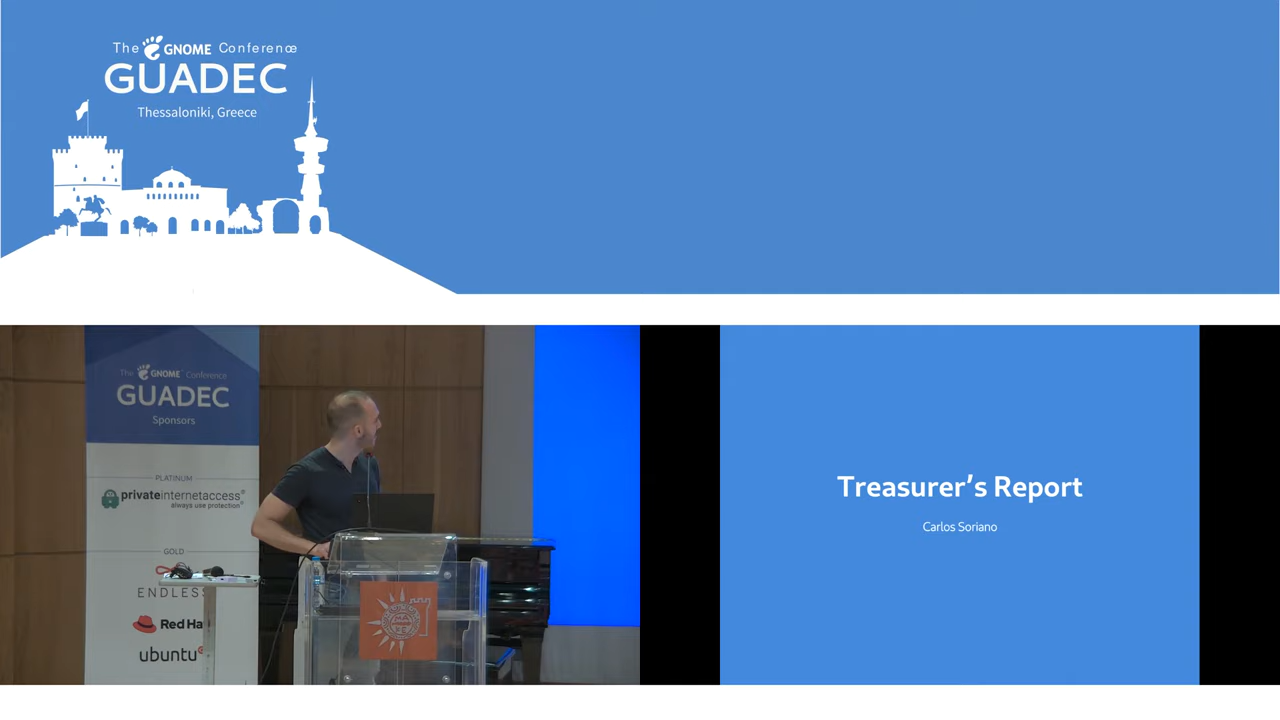 The GNOME Conference
GUADEC
Thessaloniki, Greece
The GNOME Conference
GUADEC
Sponsors
PLATINUM
privateinternetaccess®
always use protection®
GOLD
ENDLESS
Red Ha
ubuntu
Treasurer's Report
Carlos Soriano